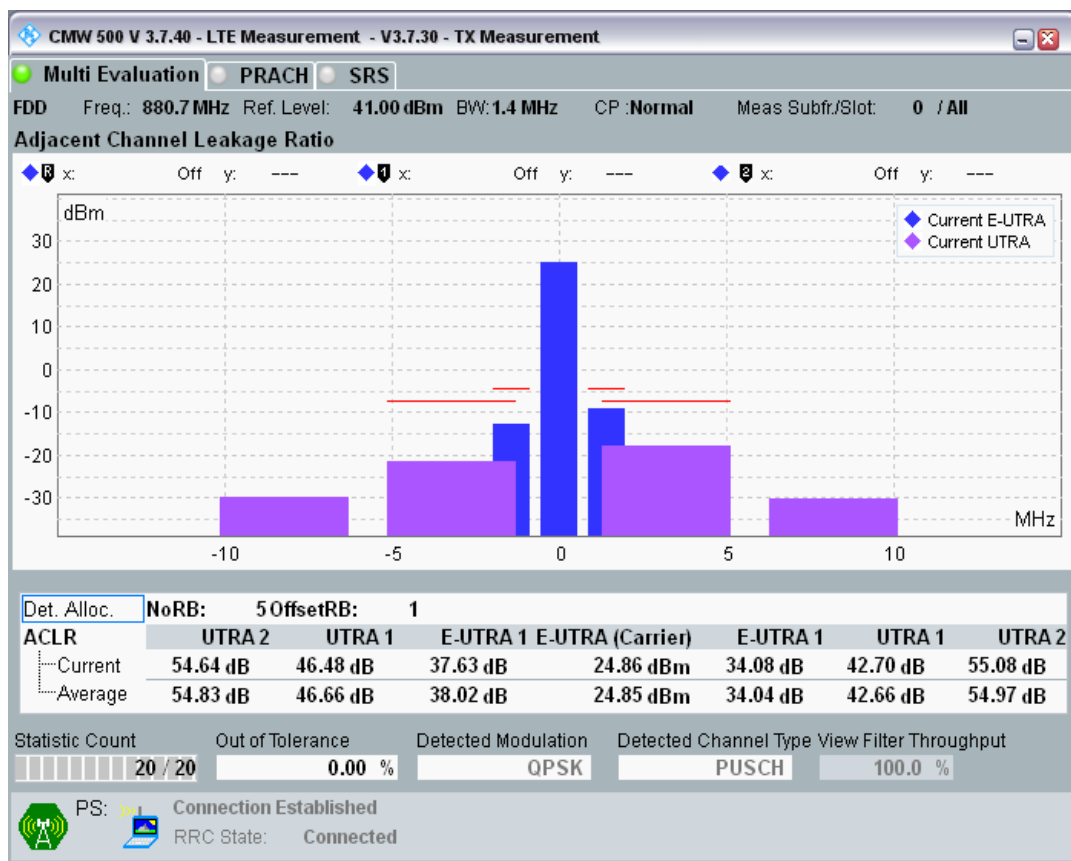 CMW 500 V 3.7.40 - LTE Measurement - V3.7.30 - TX Measurement
Multi Evaluation PRACH SRS
FDD Freq.: 880.7 MHz Ref. Level: 41.00 dBm BW: 1.4 MHz CP :Normal Meas Subfr./Slot: 0 / All
Adjacent Channel Leakage Ratio
R x: Off y: --- 1 x: Off y: --- 2 x: Off y: ---
dBm
Current E-UTRA
Current UTRA
30
20
10
0
-10
-20
-30
MHz
-10 -5 0 5 10
Det. Alloc. NoRB: 5 OffsetRB: 1
ACLR UTRA 2 UTRA 1 E-UTRA 1 E-UTRA (Carrier) E-UTRA 1 UTRA 1 UTRA 2
Current 54.64 dB 46.48 dB 37.63 dB 24.86 dBm 34.08 dB 42.70 dB 55.08 dB
Average 54.83 dB 46.66 dB 38.02 dB 24.85 dBm 34.04 dB 42.66 dB 54.97 dB
Statistic Count Out of Tolerance Detected Modulation Detected Channel Type View Filter Throughput
20 / 20 0.00 % QPSK PUSCH 100.0 %
PS: Connection Established
RRC State: Connected